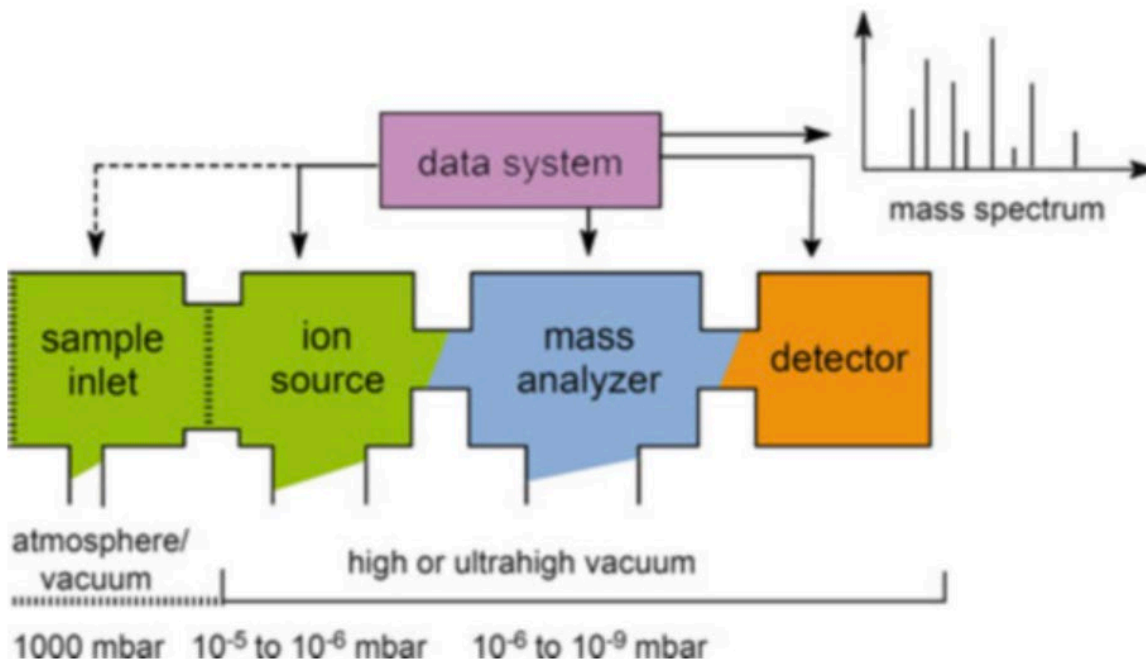 data system
mass spectrum
sample
inlet
ion
source
mass
analyzer
detector
atmosphere/
vacuum
high or ultrahigh vacuum
1000 mbar 10⁻⁵ to 10⁻⁶ mbar 10⁻⁶ to 10⁻⁹ mbar